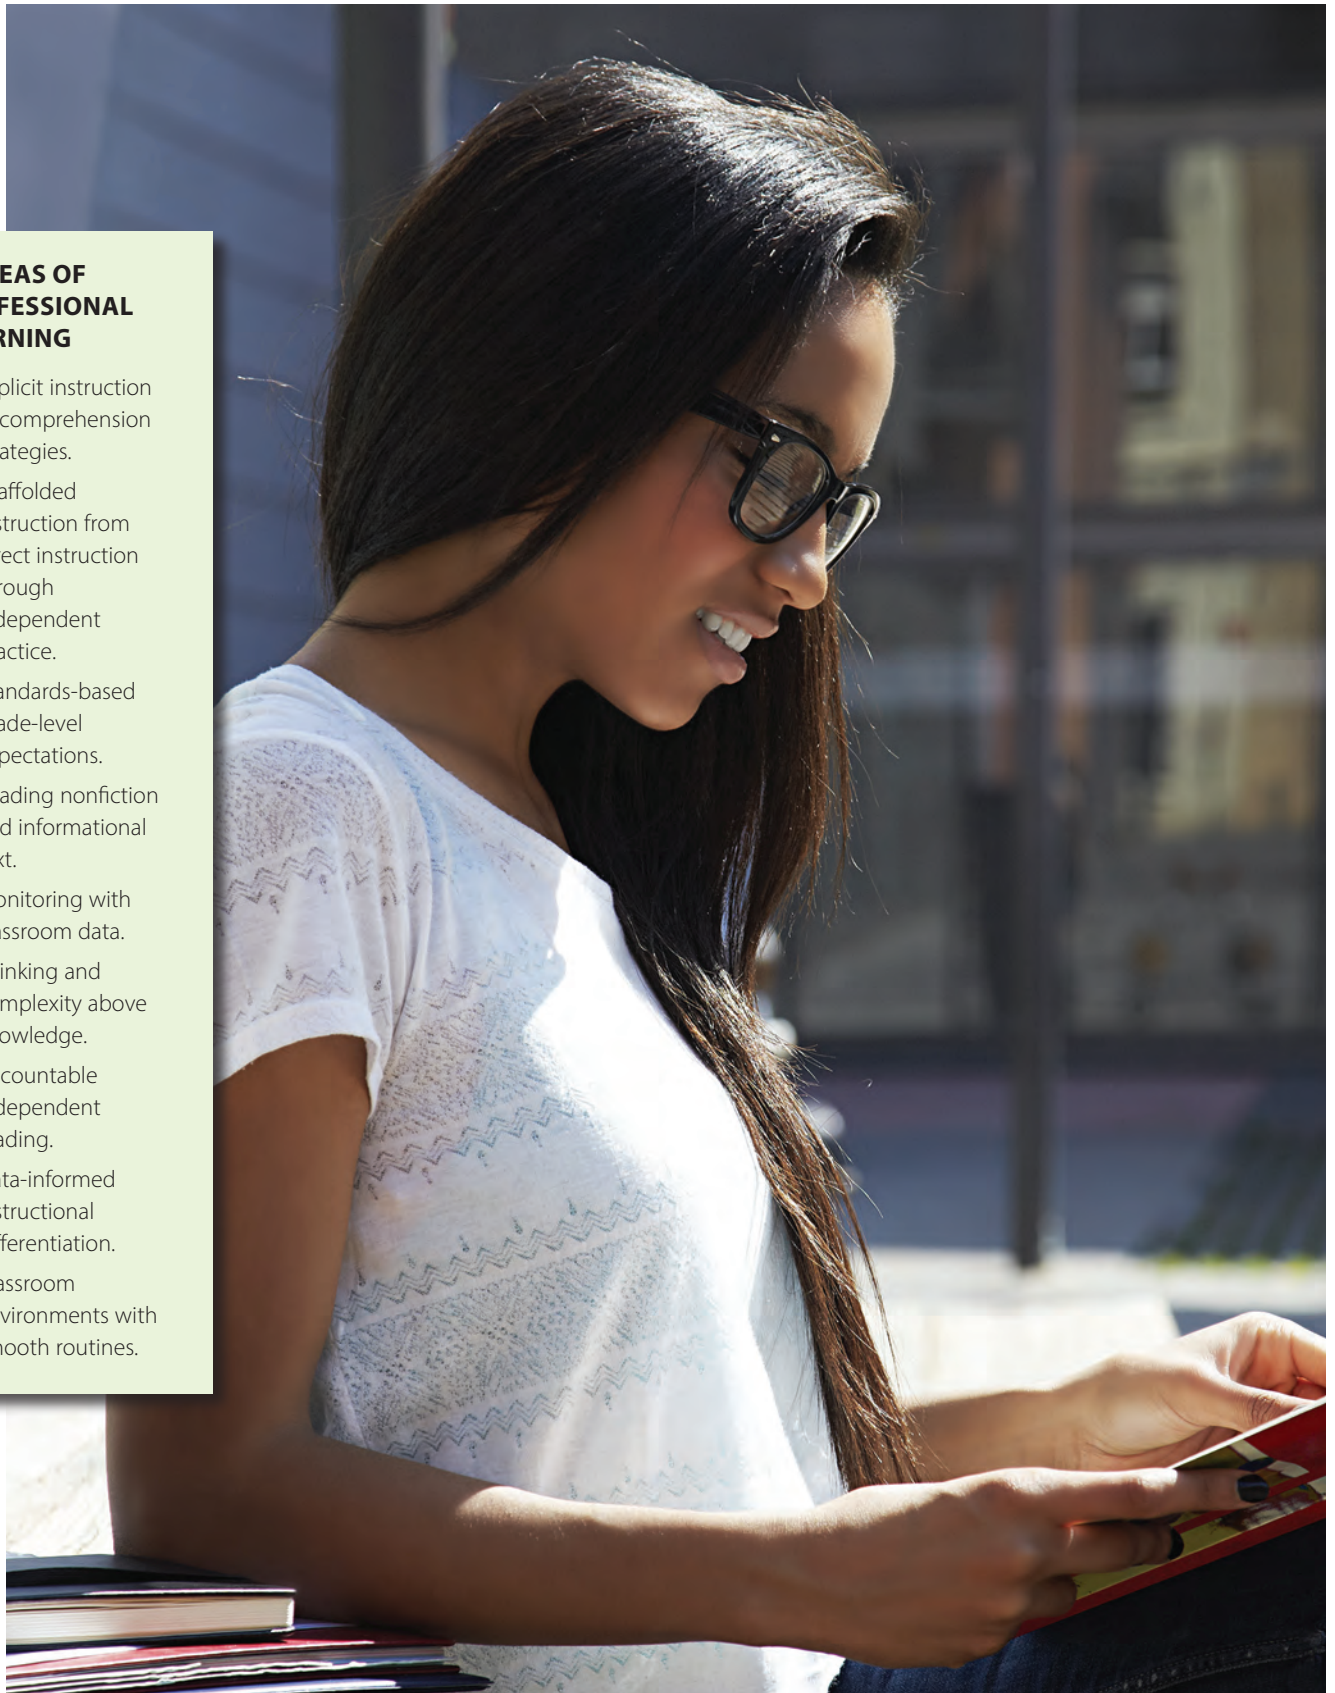 EAS OF
FESSIONAL
RNING
plicit instruction
comprehension
ategies.
affolded
struction from
ect instruction
rough
dependent
actice.
andards-based
ade-level
pectations.
ading nonfiction
d informational
xt.
onitoring with
assroom data.
inking and
mplexity above
owledge.
countable
dependent
ading.
ta-informed
structional
fferentiation.
assroom
vironments with
nooth routines.